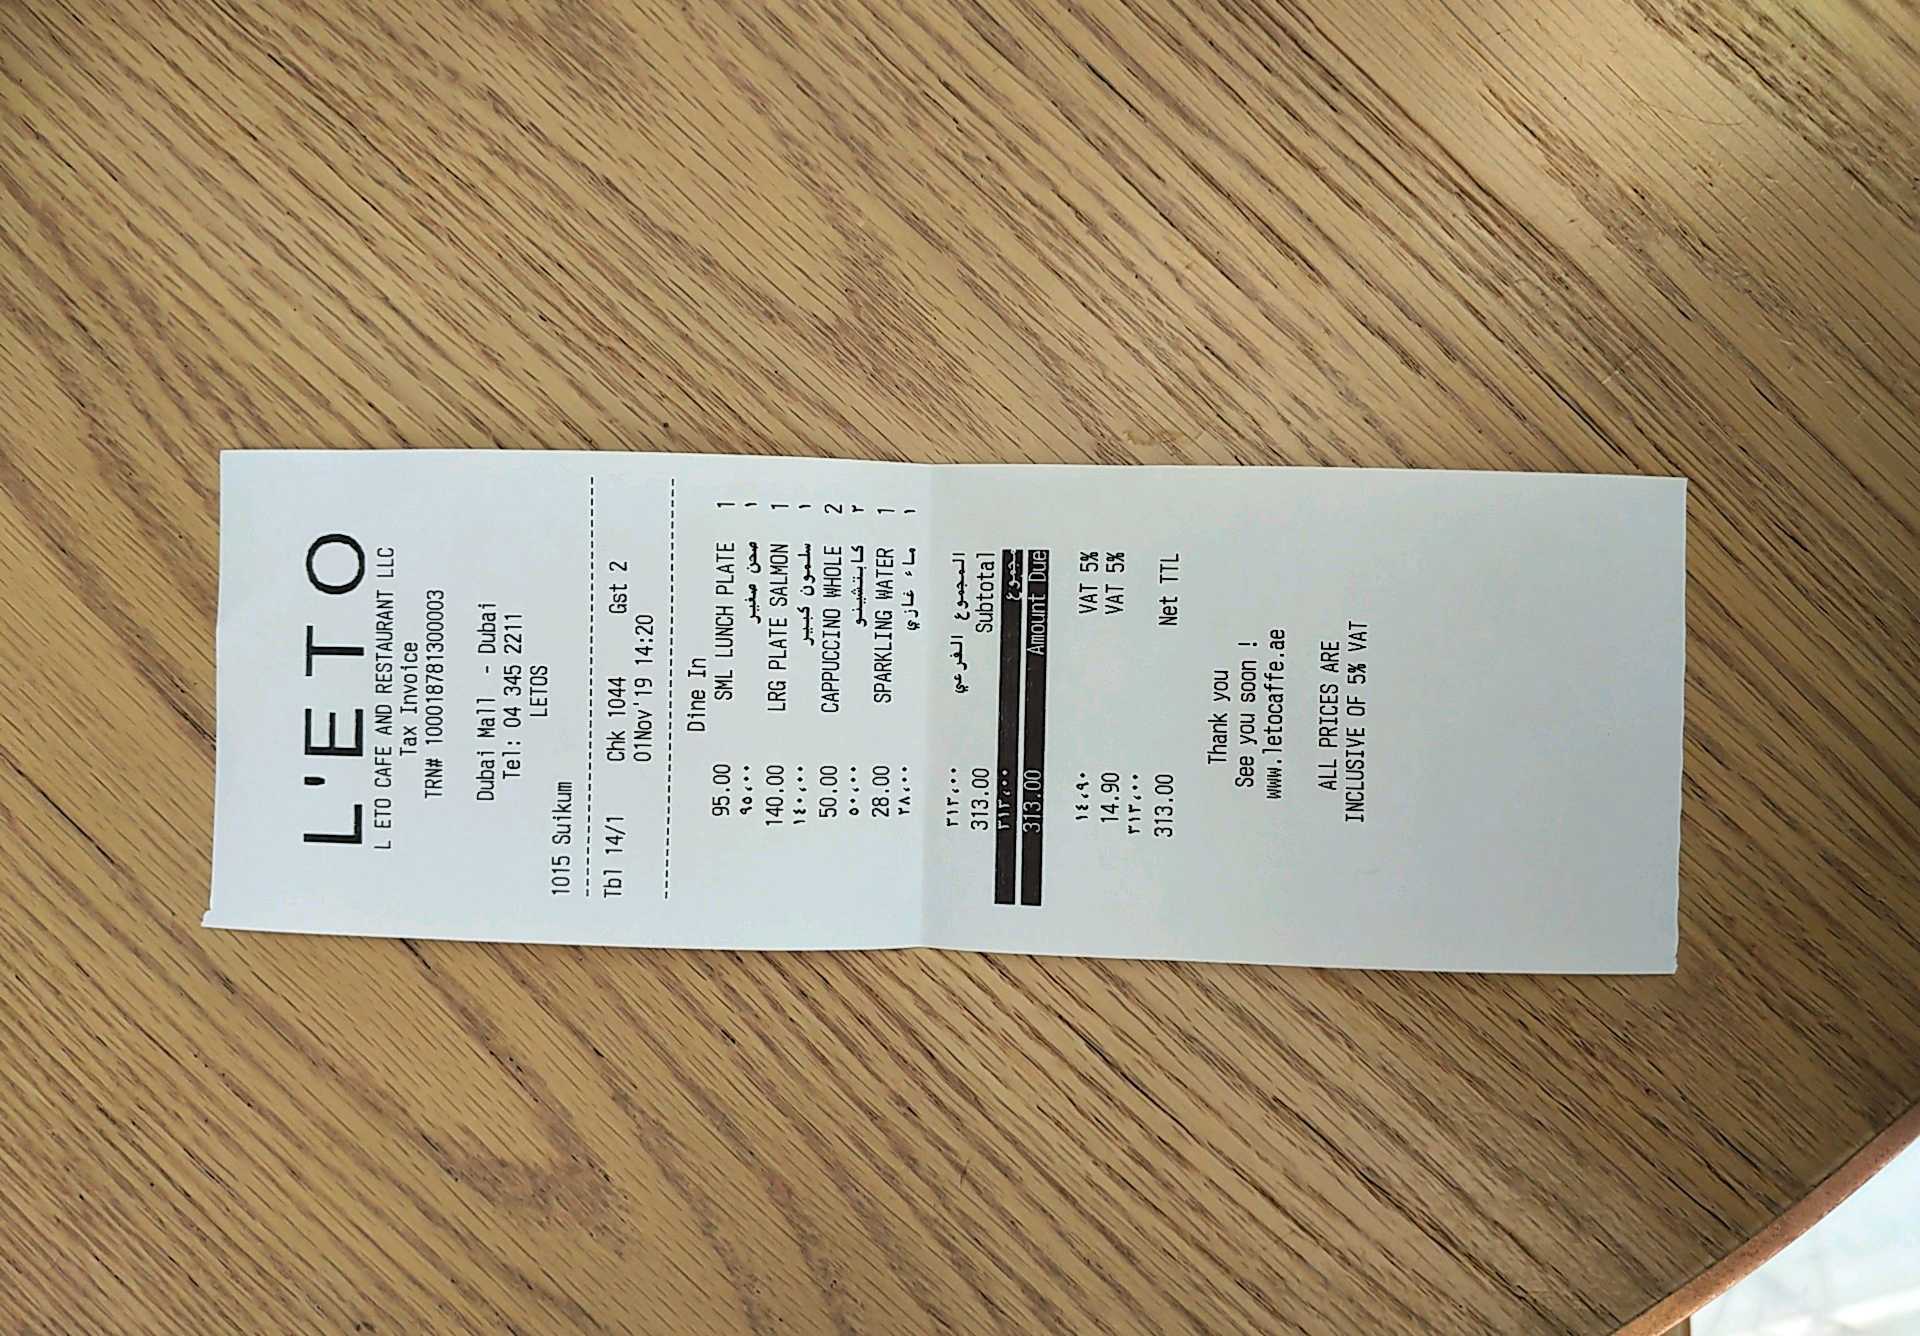 L'ETO
L ETO CAFE AND RESTAURANT LLC
Tax Invoice
TRN# 100018781300003
Dubai Mall - Dubai
Tel: 04 345 2211
LETOS
1015 Suikum
Tbl 14/1 Chk 1044 Gst 2
01Nov'19 14:20
Dine In
95.00 SML LUNCH PLATE 1
٩٥،٠٠ صحن صغير ١
140.00 LRG PLATE SALMON 1
١٤٠،٠٠ سلمون كبير ١
50.00 CAPPUCCINO WHOLE 2
٥٠،٠٠ كابتشينو ٢
28.00 SPARKLING WATER 1
٢٨،٠٠ ماء غازي ١
٣١٣،٠٠ المجموع الفرعي
313.00 Subtotal
٣١٣،٠٠ مجموع
313.00 Amount Due
١٤،٩٠ VAT 5%
14.90 VAT 5%
٣١٣،٠٠
313.00 Net TTL
Thank you
See you soon !
www.letocaffe.ae
ALL PRICES ARE
INCLUSIVE OF 5% VAT